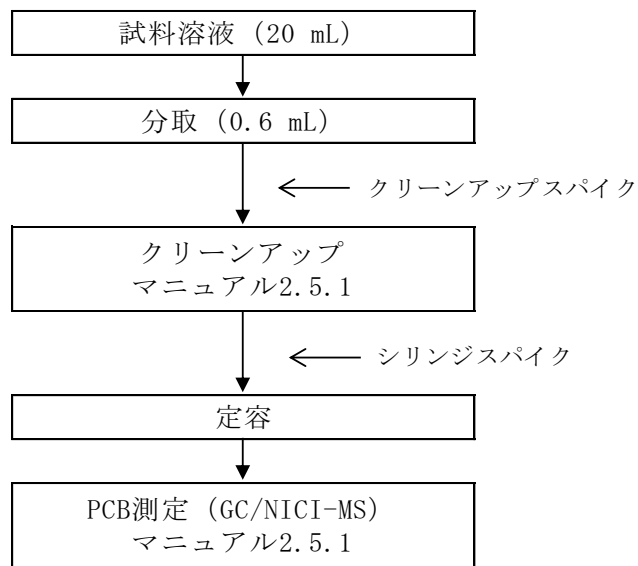 試料溶液 (20 mL)
分取 (0.6 mL)
クリーンアップスパイク
クリーンアップ
マニュアル2.5.1
シリンジスパイク
定容
PCB測定 (GC/NICI-MS)
マニュアル2.5.1